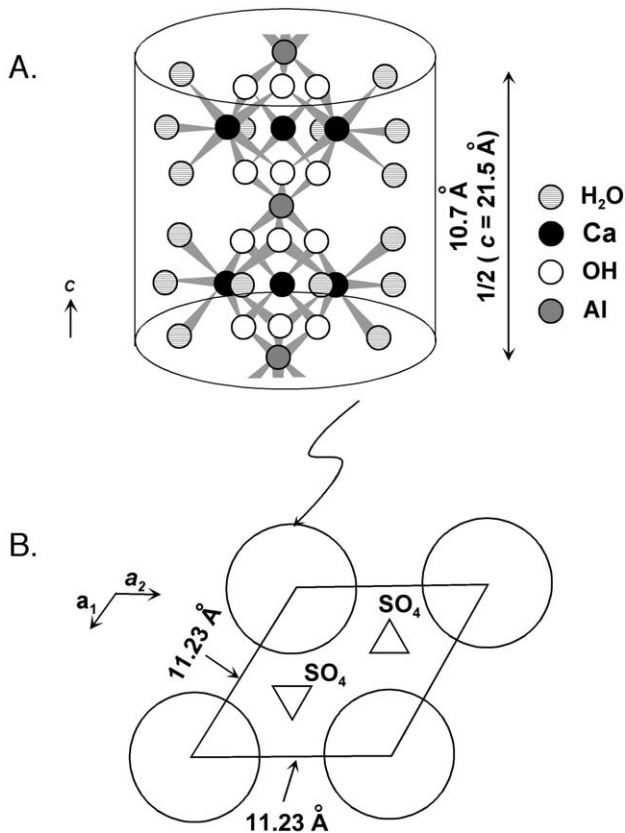 A.
10.7 Å
1/2 ( c = 21.5 Å)
H₂O
Ca
OH
Al
c
B.
a₂
a₁
SO₄
11.23 Å
SO₄
11.23 Å